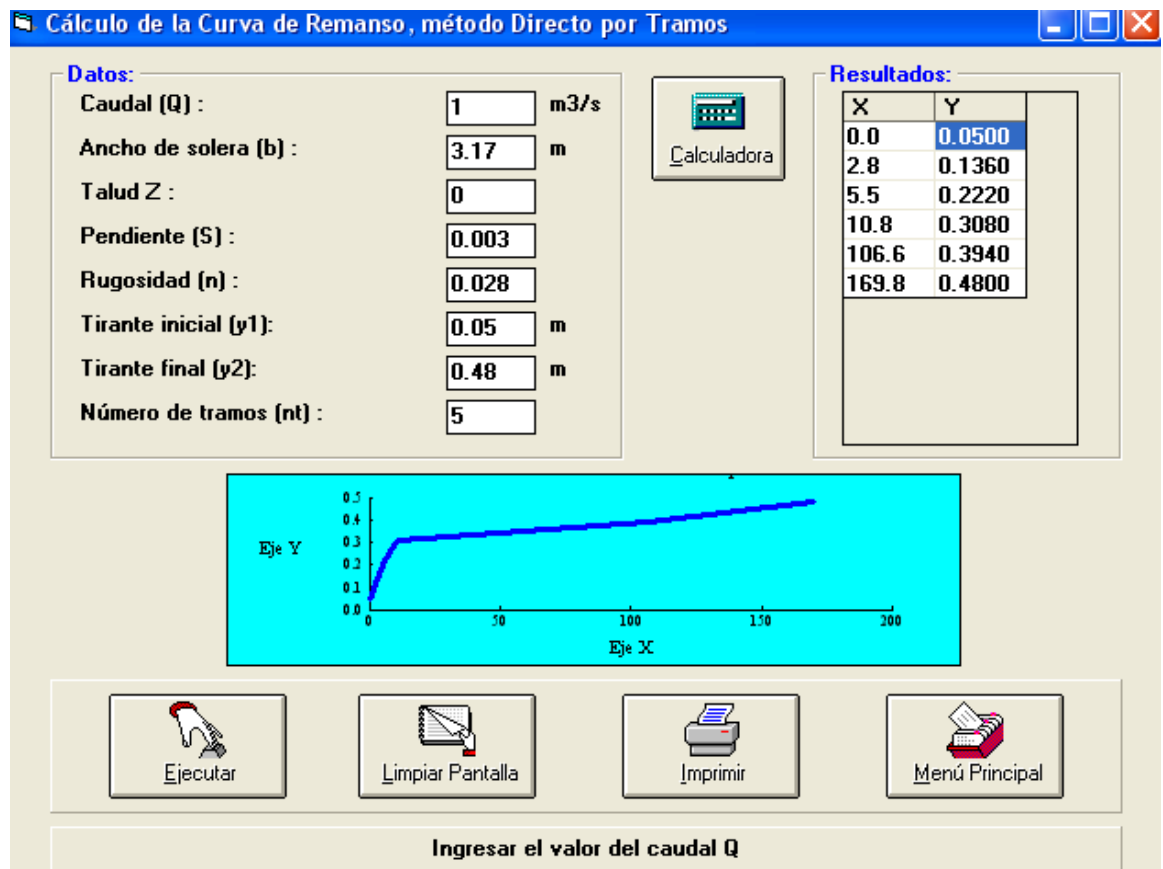 Cálculo de la Curva de Remanso, método Directo por Tramos
Datos:
Caudal (Q) : 1 m3/s
Ancho de solera (b) : 3.17 m
Talud Z : 0
Pendiente (S) : 0.003
Rugosidad (n) : 0.028
Tirante inicial (y1): 0.05 m
Tirante final (y2): 0.48 m
Número de tramos (nt) : 5
Calculadora
Resultados:
X Y
0.0 0.0500
2.8 0.1360
5.5 0.2220
10.8 0.3080
106.6 0.3940
169.8 0.4800
0.5
0.4
Eje Y 0.3
0.2
0.1
0.0
0 50 100 150 200
Eje X
Ejecutar
Limpiar Pantalla
Imprimir
Menú Principal
Ingresar el valor del caudal Q